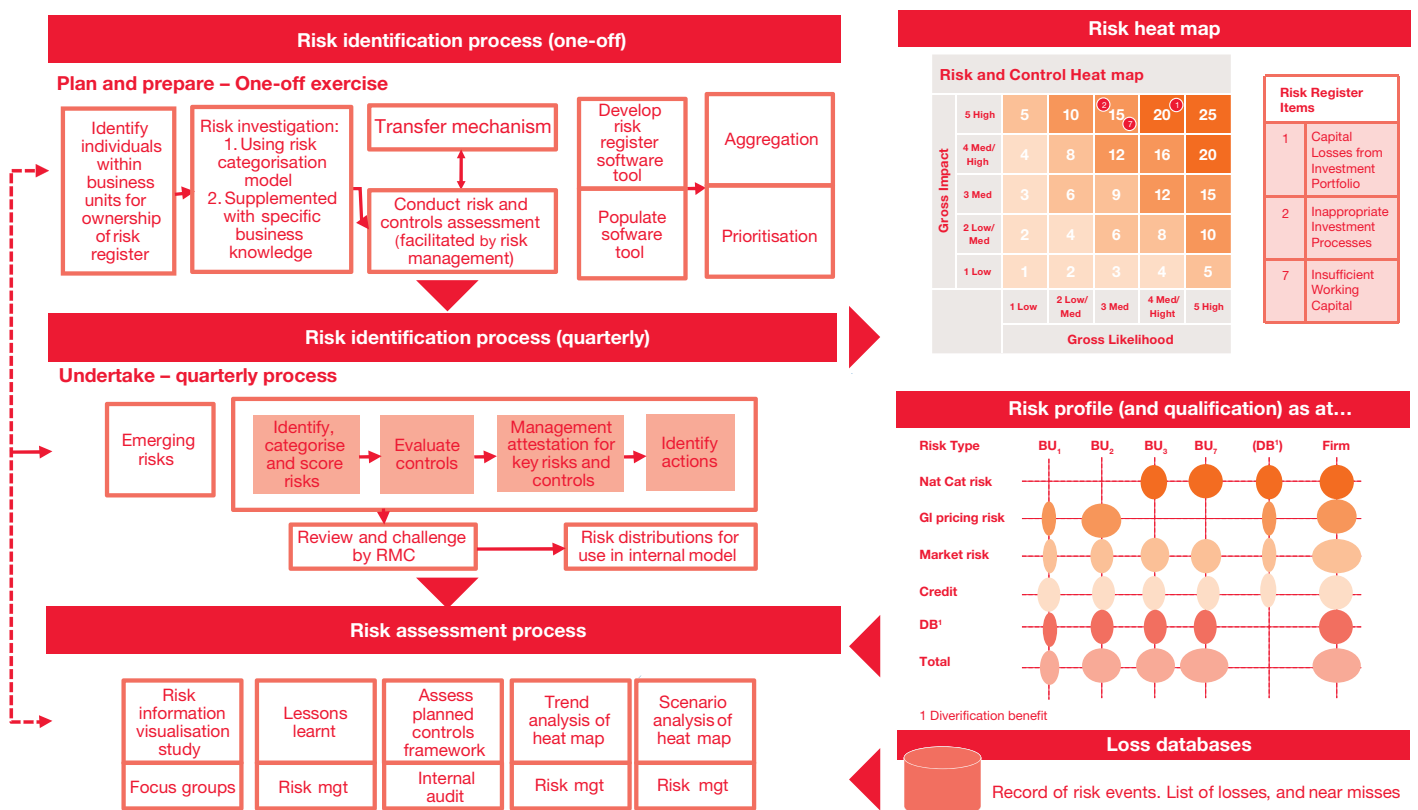 Risk identification process (one-off)
Plan and prepare – One-off exercise
Identify
individuals
within
business
units for
ownership
of risk
register
Risk investigation:
1. Using risk
categorisation
model
2. Supplemented
with specific
business
knowledge
Transfer mechanism
Conduct risk and
controls assessment
(facilitated by risk
management)
Develop
risk
register
software
tool
Populate
sofware
tool
Aggregation
Prioritisation
Risk identification process (quarterly)
Undertake – quarterly process
Emerging
risks
Identify,
categorise
and score
risks
Evaluate
controls
Management
attestation for
key risks and
controls
Identify
actions
Review and challenge
by RMC
Risk distributions for
use in internal model
Risk assessment process
Risk
information
visualisation
study
Focus groups
Lessons
learnt
Risk mgt
Assess
planned
controls
framework
Internal
audit
Trend
analysis of
heat map
Risk mgt
Scenario
analysis of
heat map
Risk mgt
Risk heat map
Risk and Control Heat map
Gross Impact
5 High 5 10 15 20 25
2 7 1
4 Med/
High 4 8 12 16 20
3 Med 3 6 9 12 15
2 Low/
Med 2 4 6 8 10
1 Low 1 2 3 4 5
1 Low 2 Low/
Med 3 Med 4 Med/
Hight 5 High
Gross Likelihood
Risk Register
Items
1 Capital
Losses from
Investment
Portfolio
2 Inappropriate
Investment
Processes
7 Insufficient
Working
Capital
Risk profile (and qualification) as at…
Risk Type BU₁ BU₂ BU₃ BU₇ (DB¹) Firm
Nat Cat risk
GI pricing risk
Market risk
Credit
DB¹
Total
1 Diverification benefit
Loss databases
Record of risk events. List of losses, and near misses